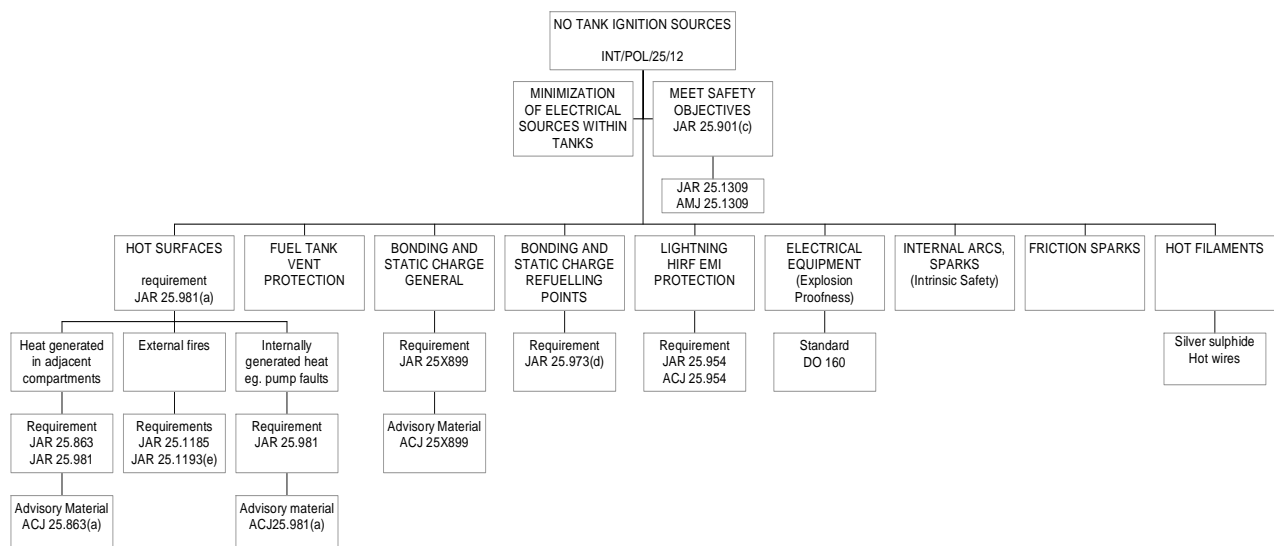 NO TANK IGNITION SOURCES
INT/POL/25/12
MINIMIZATION
OF ELECTRICAL
SOURCES WITHIN
TANKS
MEET SAFETY
OBJECTIVES
JAR 25.901(c)
JAR 25.1309
AMJ 25.1309
HOT SURFACES
requirement
JAR 25.981(a)
FUEL TANK
VENT
PROTECTION
BONDING AND
STATIC CHARGE
GENERAL
BONDING AND
STATIC CHARGE
REFUELLING
POINTS
LIGHTNING
HIRF EMI
PROTECTION
ELECTRICAL
EQUIPMENT
(Explosion
Proofness)
INTERNAL ARCS,
SPARKS
(Intrinsic Safety)
FRICTION SPARKS
HOT FILAMENTS
Heat generated
in adjacent
compartments
External fires
Internally
generated heat
eg. pump faults
Requirement
JAR 25X899
Requirement
JAR 25.973(d)
Requirement
JAR 25.954
ACJ 25.954
Standard
DO 160
Silver sulphide
Hot wires
Requirement
JAR 25.863
JAR 25.981
Requirements
JAR 25.1185
JAR 25.1193(e)
Requirement
JAR 25.981
Advisory Material
ACJ 25X899
Advisory Material
ACJ 25.863(a)
Advisory material
ACJ25.981(a)